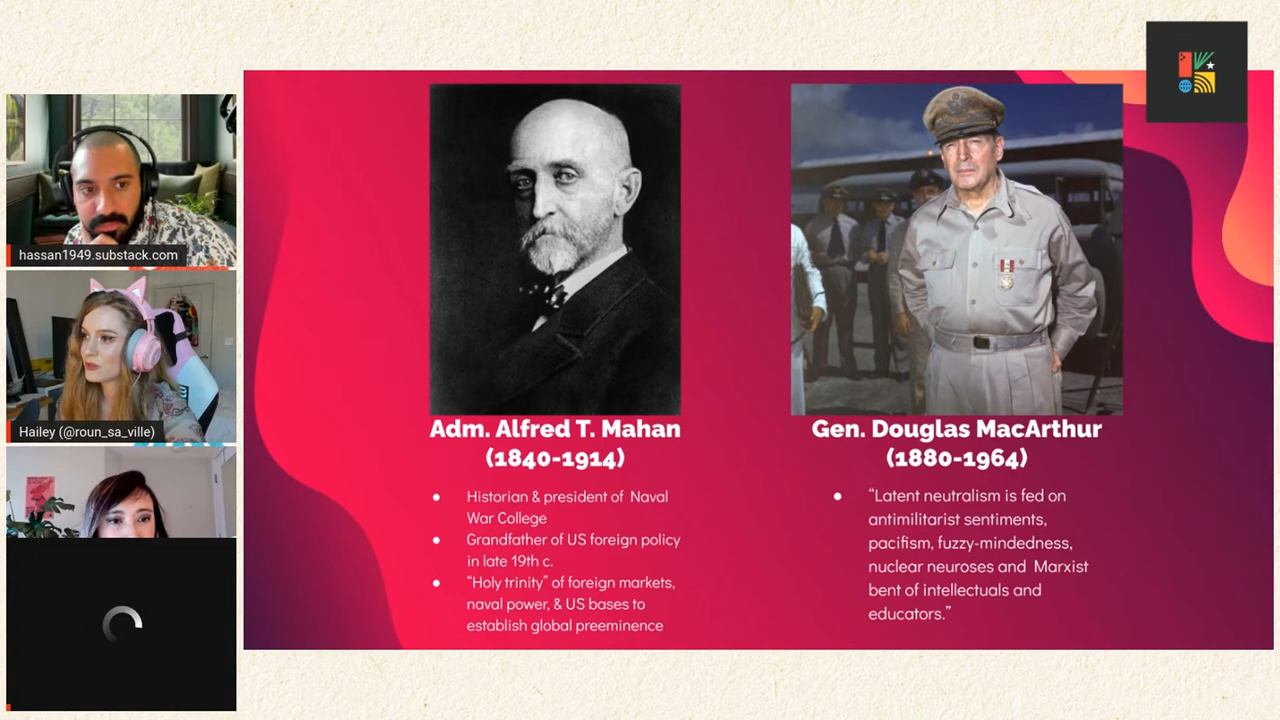 hassan1949.substack.com
Hailey (@roun_sa_ville)
Adm. Alfred T. Mahan
(1840-1914)
• Historian & president of Naval
War College
• Grandfather of US foreign policy
in late 19th c.
• “Holy trinity” of foreign markets,
naval power, & US bases to
establish global preeminence
Gen. Douglas MacArthur
(1880-1964)
• “Latent neutralism is fed on
antimilitarist sentiments,
pacifism, fuzzy-mindedness,
nuclear neuroses and Marxist
bent of intellectuals and
educators.”